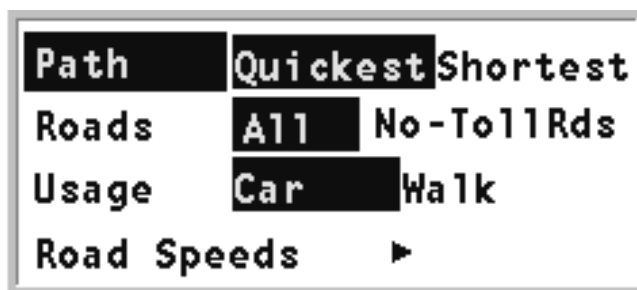 Path Quickest Shortest
Roads All No-TollRds
Usage Car Walk
Road Speeds ►